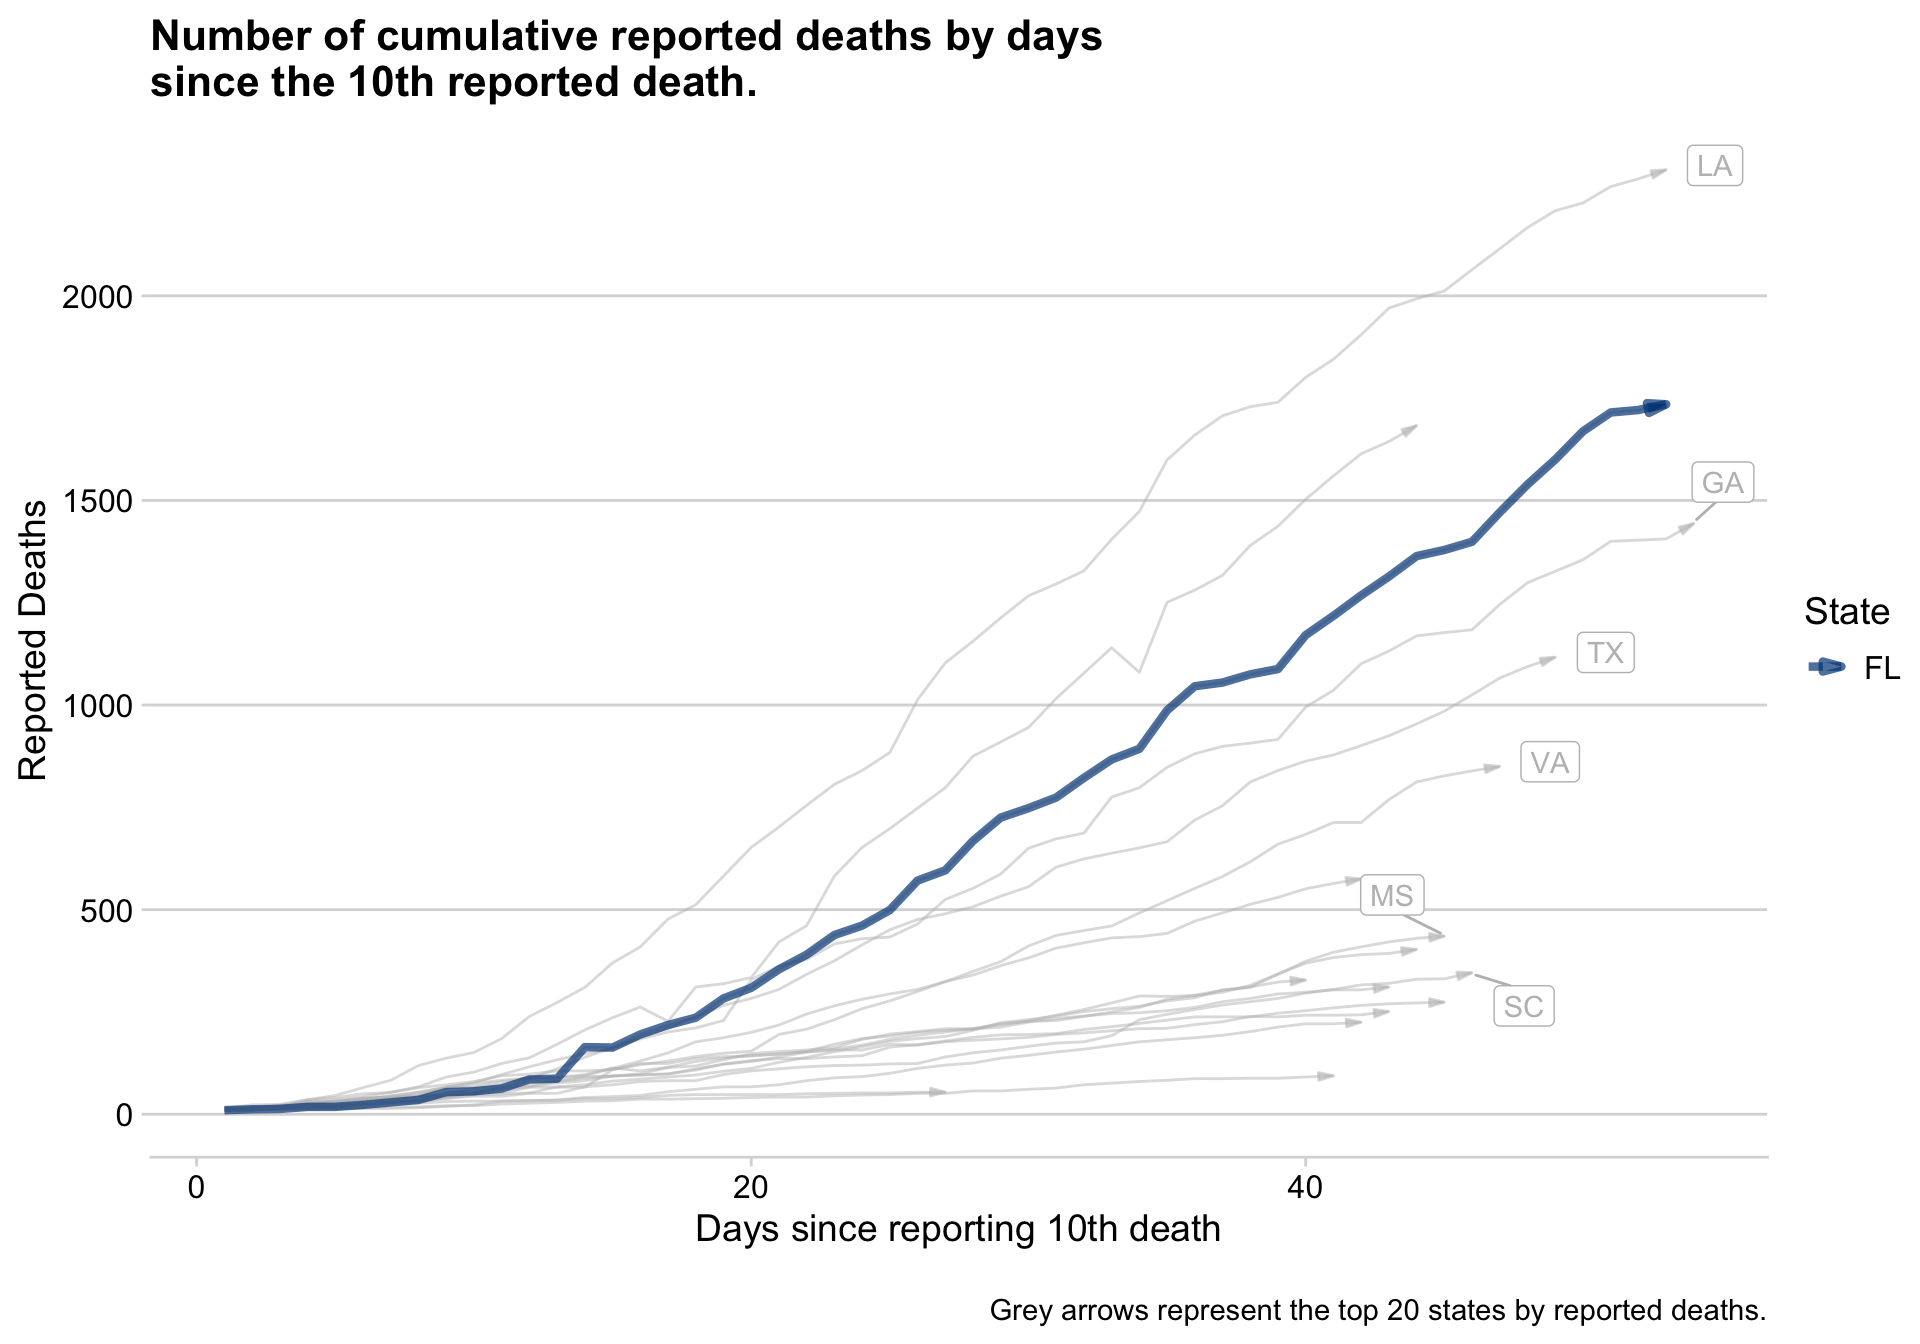 Number of cumulative reported deaths by days
since the 10th reported death.
LA
2000
GA
1500
Reported Deaths
State
TX
FL
1000
VA
MS
500
SC
0
0 20 40
Days since reporting 10th death
Grey arrows represent the top 20 states by reported deaths.